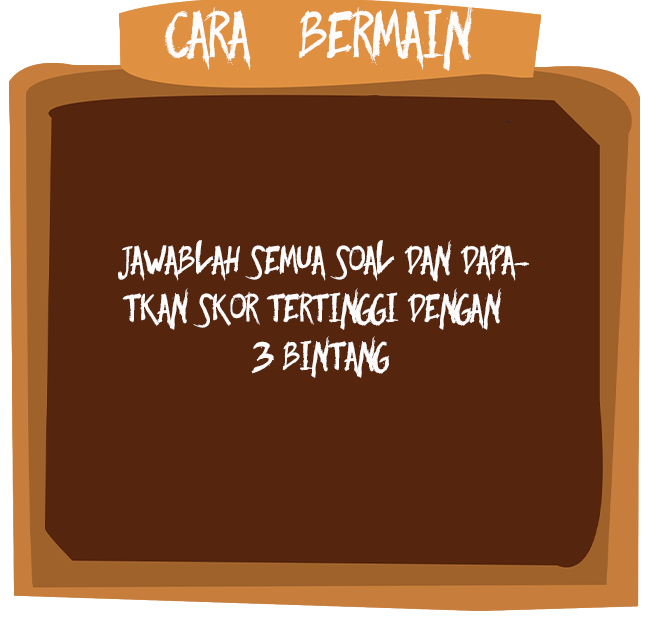 CARA BERMAIN
JAWABLAH SEMUA SOAL DAN DAPA-
TKAN SKOR TERTINGGI DENGAN
3 BINTANG